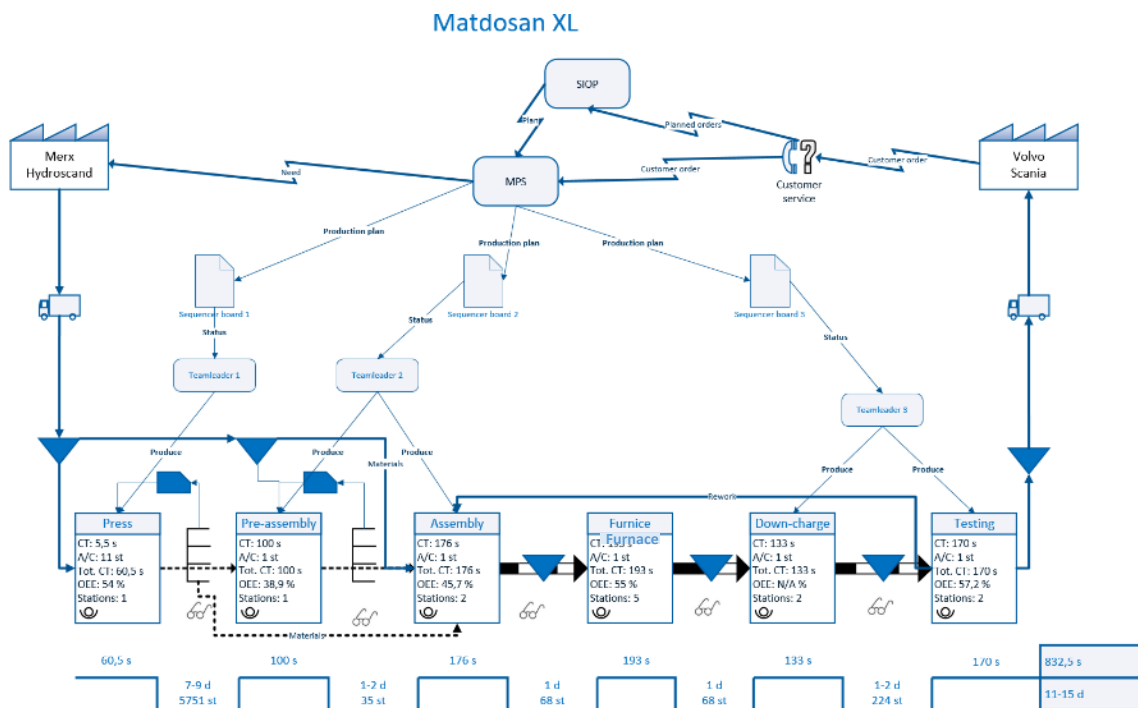 Matdosan XL
SIOP
Plan
Planned orders
Merx
Hydroscand
Need
MPS
Customer order
Customer
service
Customer order
Volvo
Scania
Production plan
Production plan
Production plan
Sequencer board 1
Sequencer board 2
Sequencer board 3
Status
Status
Status
Teamleader 1
Teamleader 2
Teamleader 3
Produce
Produce
Produce
Materials
Produce
Produce
Rework
Press
CT: 5,5 s
A/C: 11 st
Tot. CT: 60,5 s
OEE: 54 %
Stations: 1
Pre-assembly
CT: 100 s
A/C: 1 st
Tot. CT: 100 s
OEE: 38,9 %
Stations: 1
Assembly
CT: 176 s
A/C: 1 st
Tot. CT: 176 s
OEE: 45,7 %
Stations: 2
Furnice
Furnace
A/C: 1 st
Tot. CT: 193 s
OEE: 55 %
Stations: 5
Down-charge
CT: 133 s
A/C: 1 st
Tot. CT: 133 s
OEE: N/A %
Stations: 2
Testing
CT: 170 s
A/C: 1 st
Tot. CT: 170 s
OEE: 57,2 %
Stations: 2
Materials
60,5 s
100 s
176 s
193 s
133 s
170 s
832,5 s
7-9 d
5751 st
1-2 d
35 st
1 d
68 st
1 d
68 st
1-2 d
224 st
11-15 d